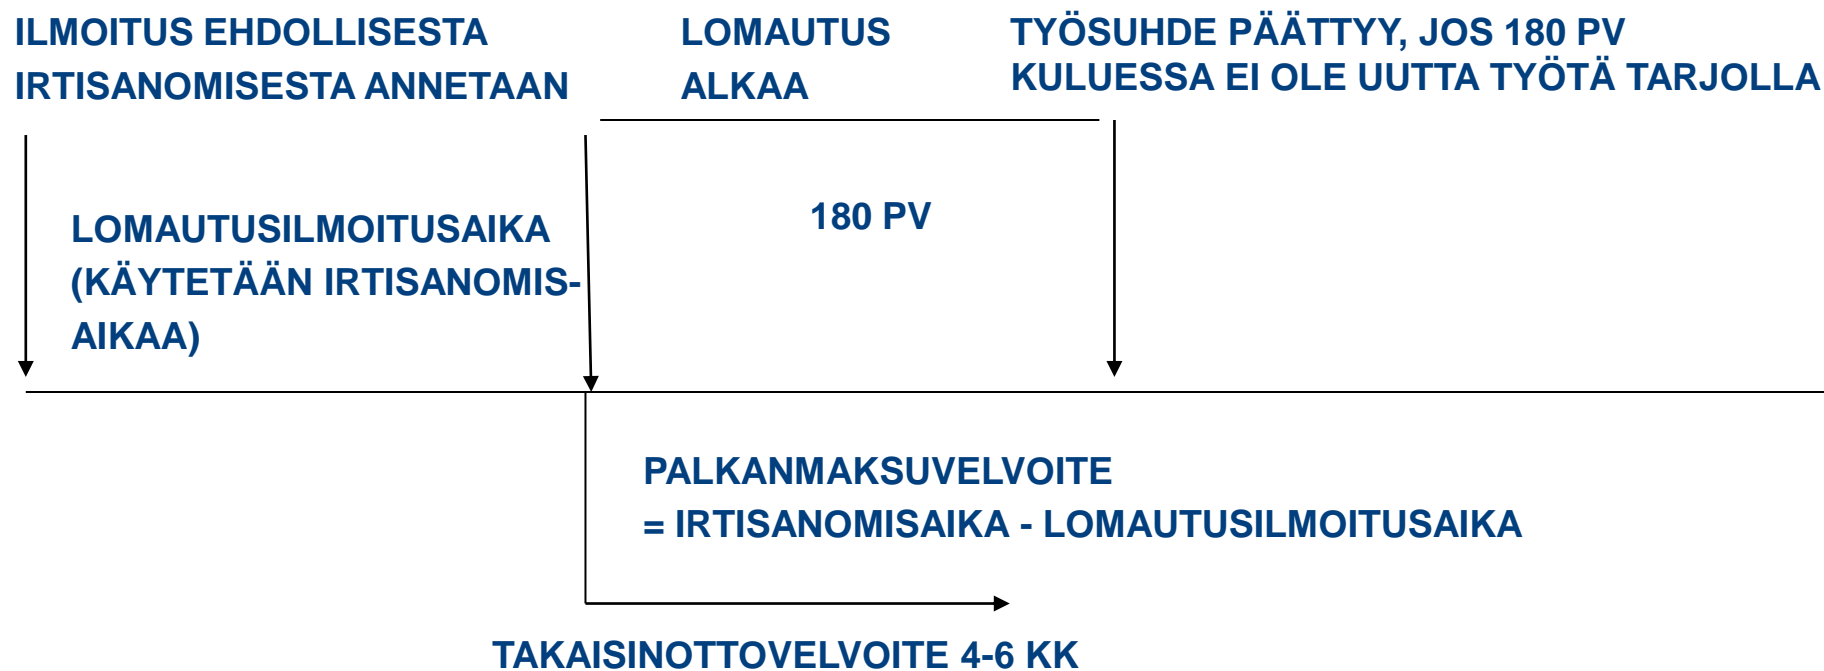 ILMOITUS EHDOLLISESTA
IRTISANOMISESTA ANNETAAN
LOMAUTUS
ALKAA
TYÖSUHDE PÄÄTTYY, JOS 180 PV
KULUESSA EI OLE UUTTA TYÖTÄ TARJOLLA
LOMAUTUSILMOITUSAIKA
(KÄYTETÄÄN IRTISANOMIS-
AIKAA)
180 PV
PALKANMAKSUVELVOITE
= IRTISANOMISAIKA - LOMAUTUSILMOITUSAIKA
TAKAISINOTTOVELVOITE 4-6 KK